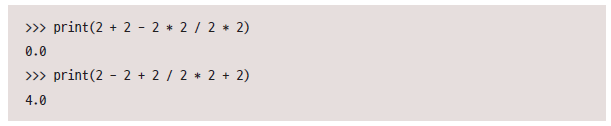 >>> print(2 + 2 - 2 * 2 / 2 * 2)
0.0
>>> print(2 - 2 + 2 / 2 * 2 + 2)
4.0